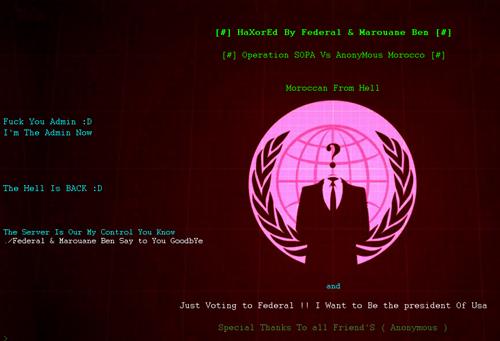 [#] HaXorEd By Federal & Marouane Ben [#]
[#] Operation SOPA Vs AnonyMous Morocco [#]
Moroccan From Hell
Fuck You Admin :D
I'm The Admin Now
?
The Hell Is BACK :D
The Server Is Our My Control You Know
./Federal & Marouane Ben Say to You GoodbYe
and
Just Voting to Federal !! I Want to Be the president Of Usa
Special Thanks To all Friend'S ( Anonymous )